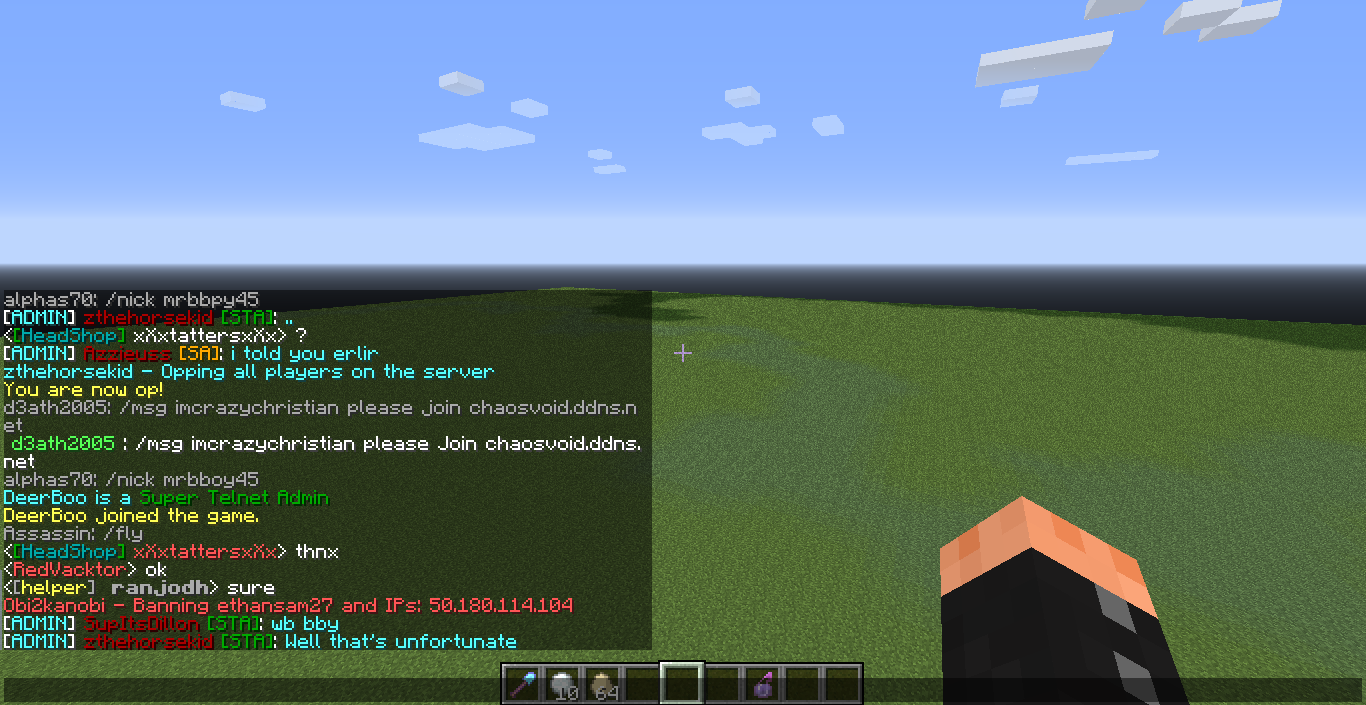 alphas70: /nick mrbbpy45
[ADMIN] zthehorsekid [STA]: ..
<[HeadShop] xXxtattersxXx> ?
[ADMIN] Azzieuss [SA]: i told you erlir
zthehorsekid - Opping all players on the server
You are now op!
d3ath2005: /msg imcrazychristian please join chaosvoid.ddns.n
et
d3ath2005 : /msg imcrazychristian please Join chaosvoid.ddns.
net
alphas70: /nick mrbboy45
DeerBoo is a Super Telnet Admin
DeerBoo joined the game.
Assassin: /fly
<[HeadShop] xXxtattersxXx> thnx
<RedVacktor> ok
<[helper] ranjodh> sure
Obi2kanobi - Banning ethansam27 and IPs: 50.180.114.104
[ADMIN] SupItsDillon [STA]: wb bby
[ADMIN] zthehorsekid [STA]: Well that's unfortunate
10 64